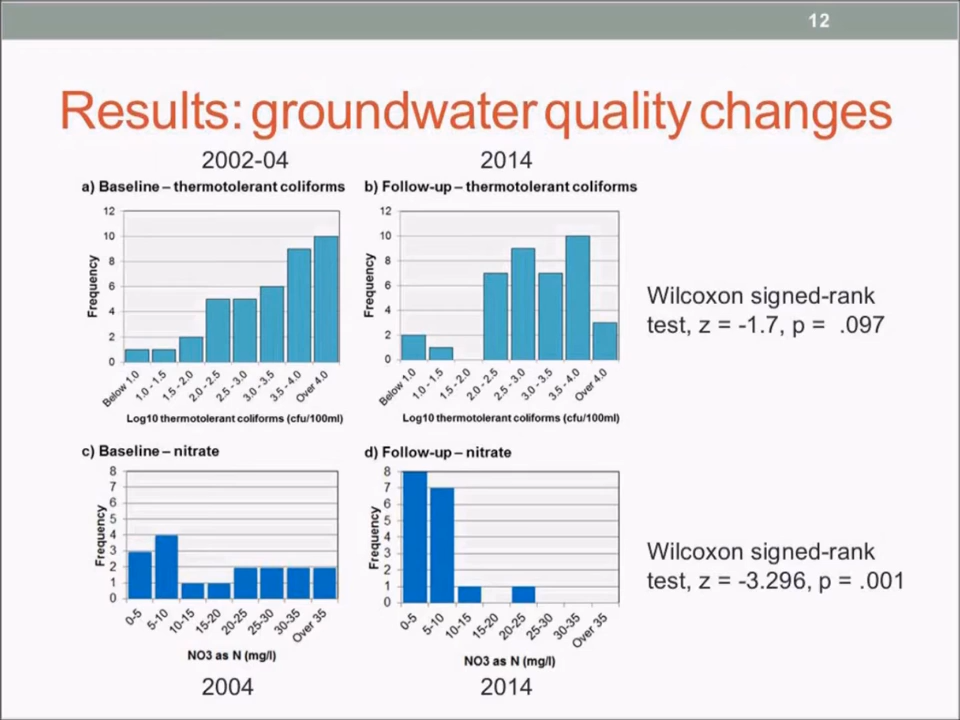 12
Results: groundwater quality changes
2002-04
2014
a) Baseline – thermotolerant coliforms
12
10
8
6
4
2
0
Frequency
Below 1.0
1.0 - 1.5
1.5 - 2.0
2.0 - 2.5
2.5 - 3.0
3.0 - 3.5
3.5 - 4.0
Over 4.0
Log10 thermotolerant coliforms (cfu/100ml)
b) Follow-up – thermotolerant coliforms
12
10
8
6
4
2
0
Frequency
Below 1.0
1.0 - 1.5
1.5 - 2.0
2.0 - 2.5
2.5 - 3.0
3.0 - 3.5
3.5 - 4.0
Over 4.0
Log10 thermotolerant coliforms (cfu/100ml)
Wilcoxon signed-rank
test, z = -1.7, p = .097
c) Baseline – nitrate
8
7
6
5
4
3
2
1
0
Frequency
0-5
5-10
10-15
15-20
20-25
25-30
30-35
Over 35
NO3 as N (mg/l)
2004
d) Follow-up – nitrate
8
7
6
5
4
3
2
1
0
Frequency
0-5
5-10
10-15
15-20
20-25
25-30
30-35
Over 35
NO3 as N (mg/l)
2014
Wilcoxon signed-rank
test, z = -3.296, p = .001